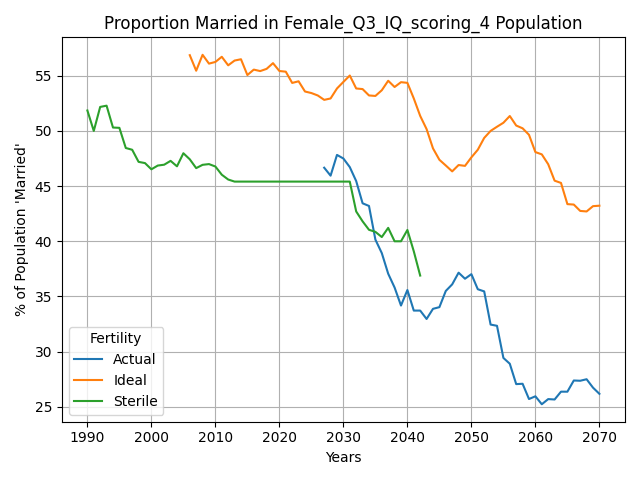 Proportion Married in Female_Q3_IQ_scoring_4 Population
% of Population 'Married'
55
50
45
40
35
30
25
Fertility
Actual
Ideal
Sterile
1990 2000 2010 2020 2030 2040 2050 2060 2070
Years